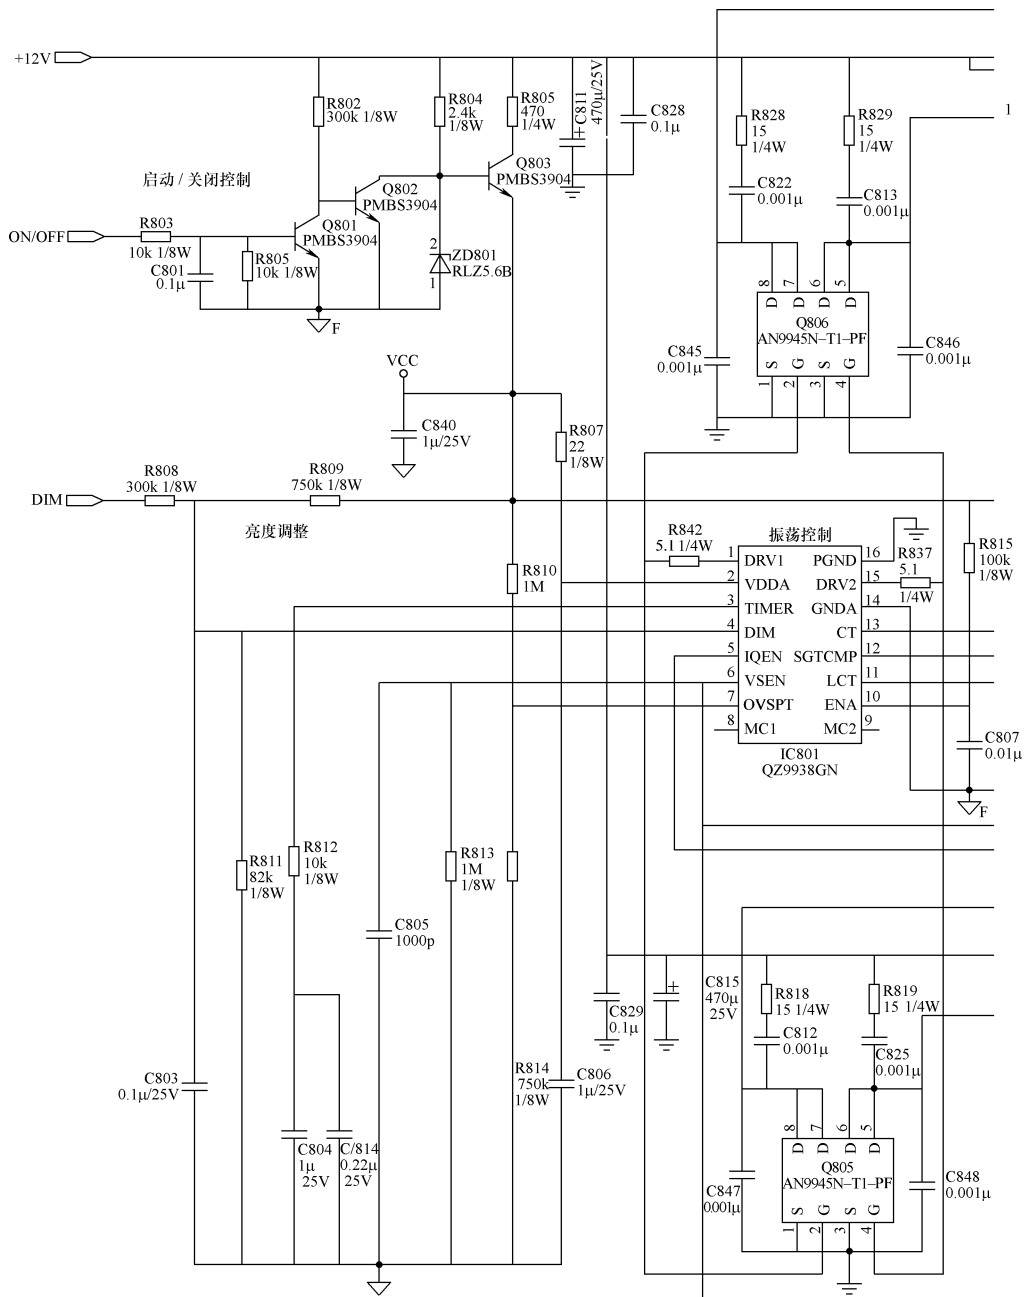 +12V
R802
300k 1/8W
R804
2.4k
1/8W
R805
470
1/4W
C811
470μ/25V
+
C828
0.1μ
R828
15
1/4W
R829
15
1/4W
1
启动/关闭控制
Q803
PMBS3904
Q802
PMBS3904
C822
0.001μ
C813
0.001μ
ON/OFF
R803
10k 1/8W
Q801
PMBS3904
C801
0.1μ
R805
10k 1/8W
2
ZD801
RLZ5.6B
1
F
8
7
6
5
D
D
D
D
Q806
AN9945N–T1–PF
S
G
S
G
1
2
3
4
C845
0.001μ
C846
0.001μ
VCC
C840
1μ/25V
R807
22
1/8W
DIM
R808
300k 1/8W
R809
750k 1/8W
亮度调整
R810
1M
R842
5.1 1/4W
振荡控制
R837
5.1
1/4W
R815
100k
1/8W
1
DRV1
PGND
16
2
VDDA
DRV2
15
3
TIMER
GNDA
14
4
DIM
CT
13
5
IQEN
SGTCMP
12
6
VSEN
LCT
11
7
OVSPT
ENA
10
8
MC1
MC2
9
IC801
QZ9938GN
C807
0.01μ
F
R811
82k
1/8W
R812
10k
1/8W
R813
1M
1/8W
C805
1000p
C829
0.1μ
+
C815
470μ
25V
R818
15 1/4W
R819
15 1/4W
C812
0.001μ
C825
0.001μ
C803
0.1μ/25V
R814
750k
1/8W
C806
1μ/25V
C804
1μ
25V
C/814
0.22μ
25V
8
7
6
5
D
D
D
D
Q805
AN9945N–T1–PF
S
G
S
G
1
2
3
4
C847
0.001μ
C848
0.001μ